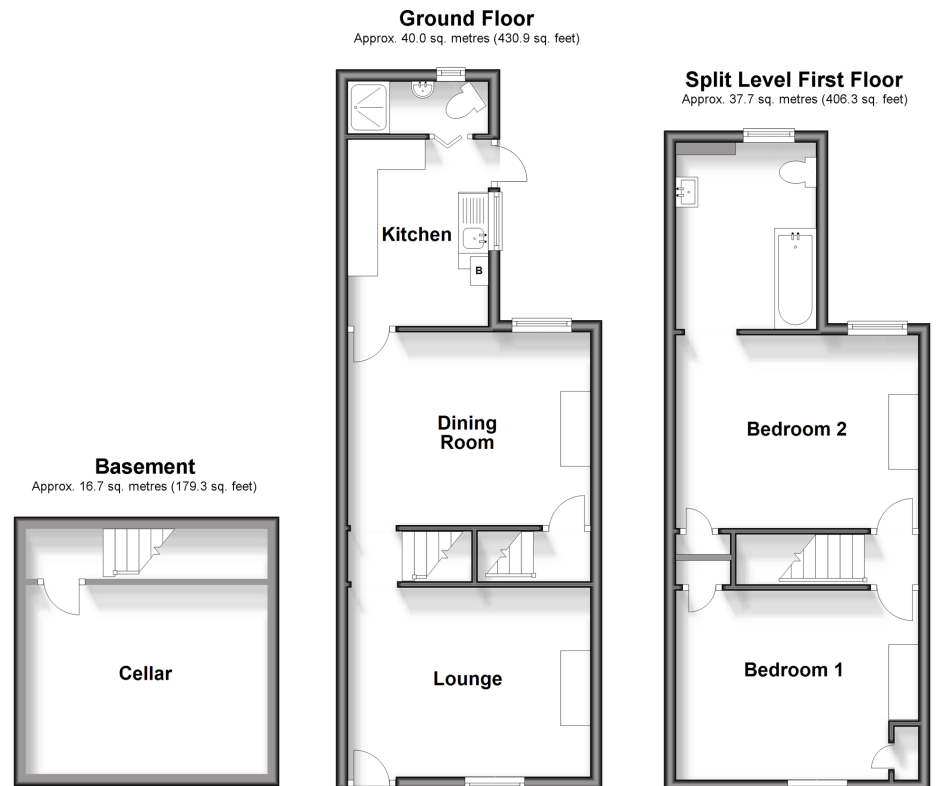 Ground Floor
Approx. 40.0 sq. metres (430.9 sq. feet)
Split Level First Floor
Approx. 37.7 sq. metres (406.3 sq. feet)
Kitchen
B
Dining
Room
Bedroom 2
Basement
Approx. 16.7 sq. metres (179.3 sq. feet)
Cellar
Lounge
Bedroom 1